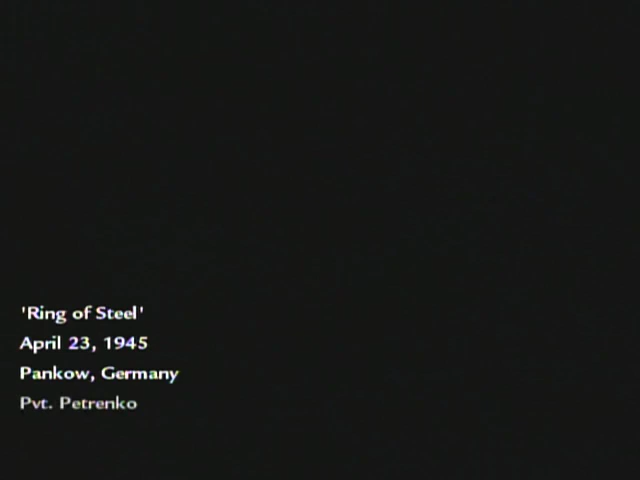 'Ring of Steel'
April 23, 1945
Pankow, Germany
Pvt. Petrenko